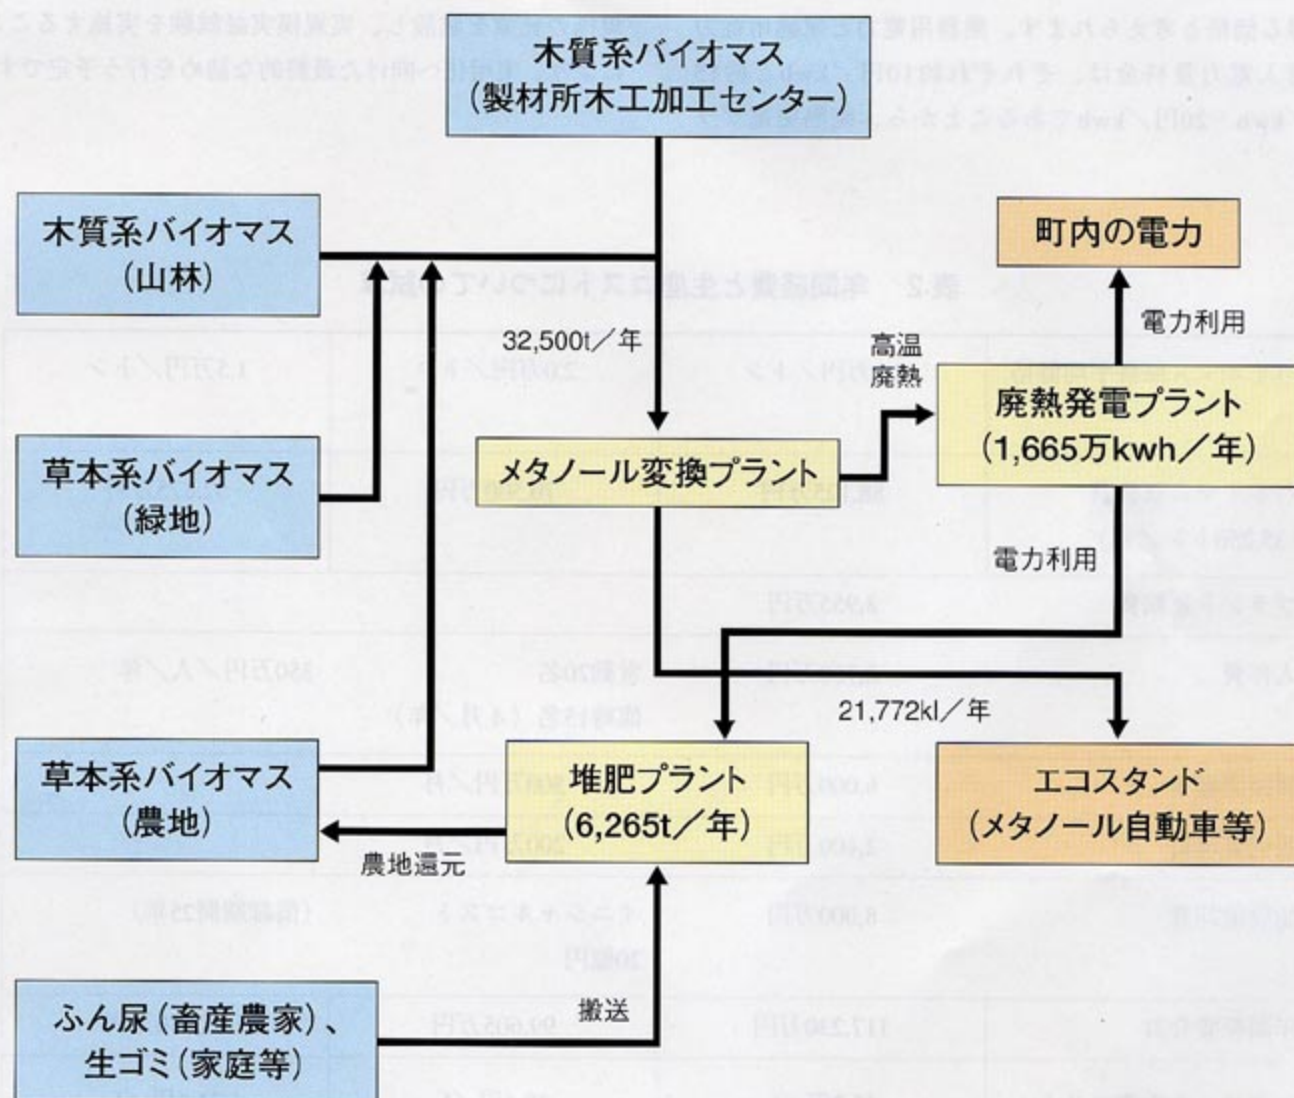 木質系バイオマス
(製材所木工加工センター)
木質系バイオマス
(山林)
町内の電力
電力利用
32,500t／年
高温
廃熱
廃熱発電プラント
(1,665万kwh／年)
草本系バイオマス
(緑地)
メタノール変換プラント
電力利用
21,772kl／年
草本系バイオマス
(農地)
堆肥プラント
(6,265t／年)
エコスタンド
(メタノール自動車等)
農地還元
ふん尿(畜産農家)、
生ゴミ(家庭等)
搬送